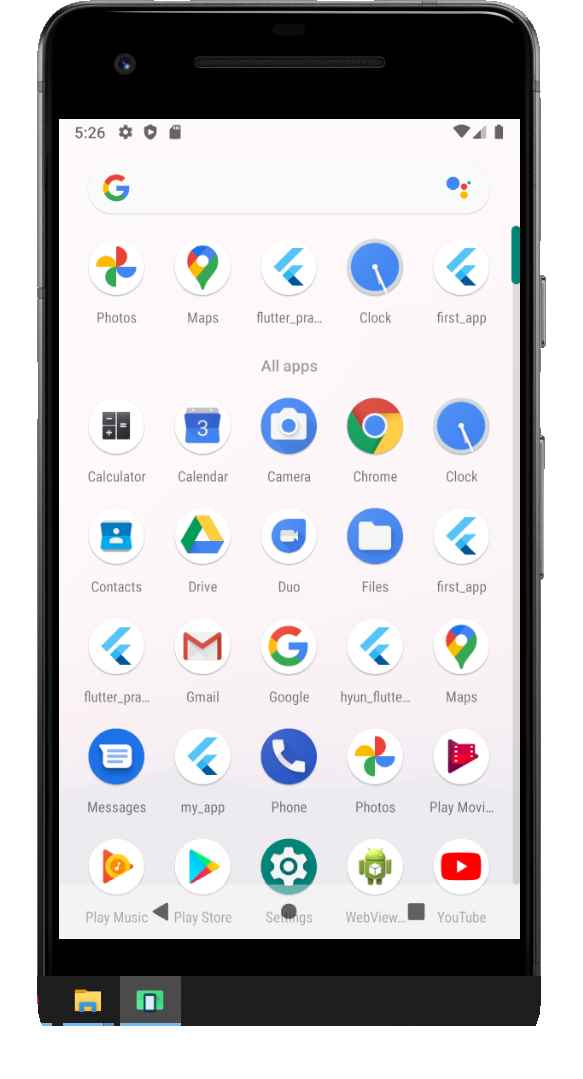 5:26
Photos Maps flutter_pra... Clock first_app
All apps
3
Calculator Calendar Camera Chrome Clock
Contacts Drive Duo Files first_app
flutter_pra... Gmail Google hyun_flutte... Maps
Messages my_app Phone Photos Play Movi...
Play Music Play Store Settings WebView... YouTube